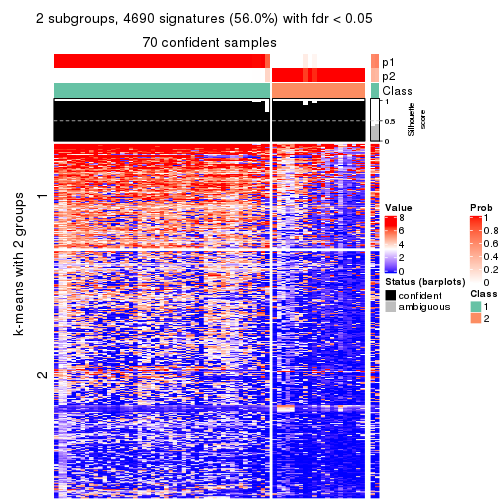 2 subgroups, 4690 signatures (56.0%) with fdr < 0.05
70 confident samples
p1
p2
Class
1
0.5
0
Silhouette
score
k-means with 2 groups
1
2
Value
8
6
4
2
0
Status (barplots)
confident
ambiguous
Prob
1
0.8
0.6
0.4
0.2
0
Class
1
2